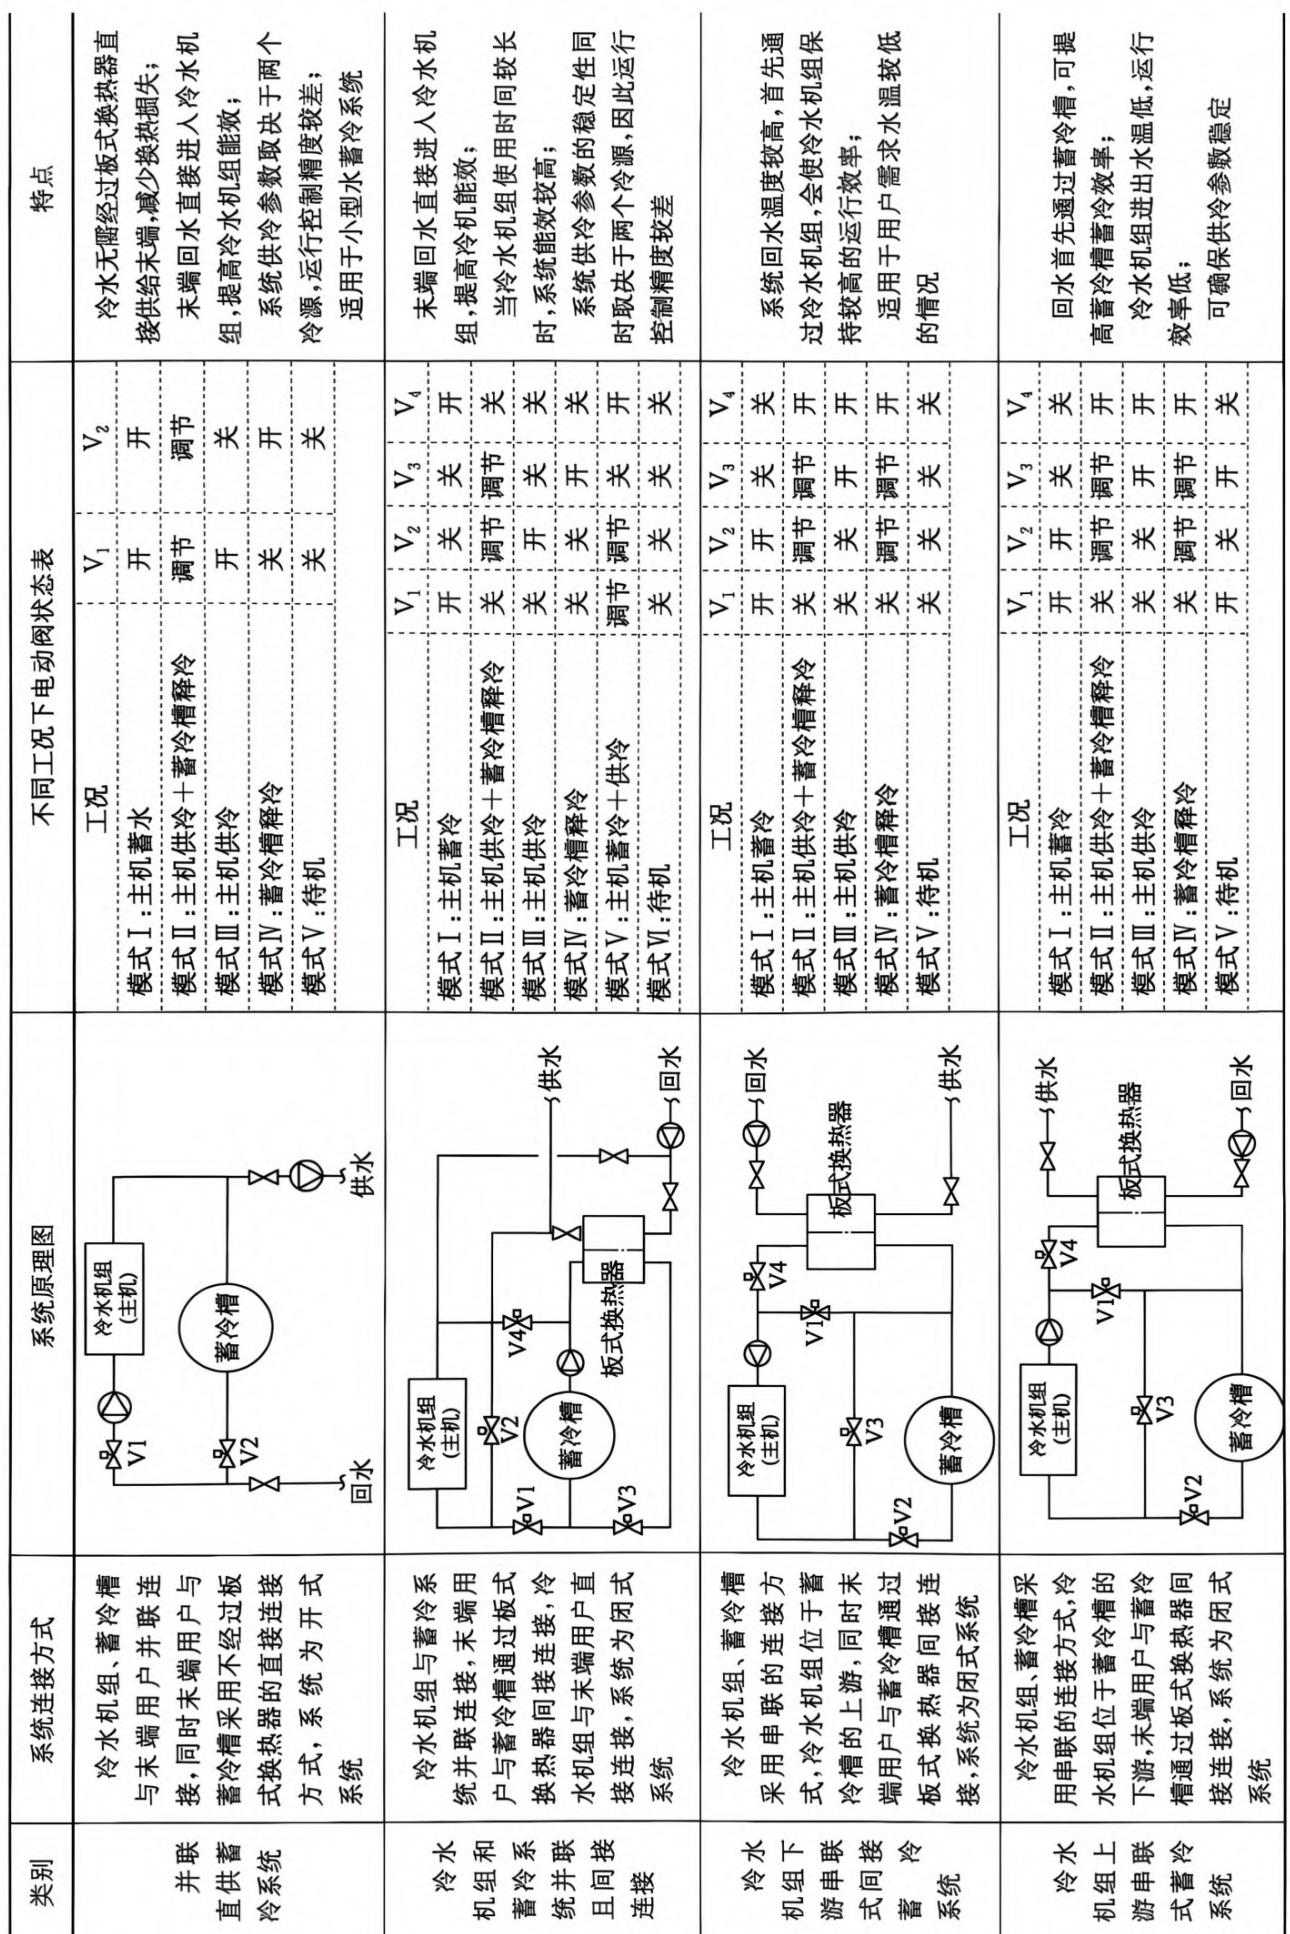 类别 系统连接方式 系统原理图 不同工况下电动阀状态表 特点
并联
直供蓄
冷系统
冷水机组、蓄冷槽
与末端用户并联连
接,同时末端用户与
蓄冷槽采用不经过板
式换热器的直接连接
方式,系统为开式
系统
冷水机组
(主机)
蓄冷槽
V1
V2
供水
回水
工况 V₁ V₂
模式Ⅰ:主机蓄水 开 开
模式Ⅱ:主机供冷+蓄冷槽释冷 调节 调节
模式Ⅲ:主机供冷 开 关
模式Ⅳ:蓄冷槽释冷 关 开
模式Ⅴ:待机 关 关
冷水无需经过板式换热器直
接供给末端,减少换热损失;
末端回水直接进入冷水机
组,提高冷水机组能效;
系统供冷参数取决于两个
冷源,运行控制精度较差;
适用于小型水蓄冷系统
冷水
机组和
蓄冷系
统并联
且间接
连接
冷水机组与蓄冷系
统并联连接,末端用
户与蓄冷槽通过板式
换热器间接连接,冷
水机组与末端用户直
接连接,系统为闭式
系统
冷水机组
(主机)
V2
V4
V1
蓄冷槽
V3
板式换热器
供水
回水
工况 V₁ V₂ V₃ V₄
模式Ⅰ:主机蓄冷 开 关 关 开
模式Ⅱ:主机供冷+蓄冷槽释冷 关 调节 调节 关
模式Ⅲ:主机供冷 关 开 关 关
模式Ⅳ:蓄冷槽释冷 关 关 开 关
模式Ⅴ:主机蓄冷+供冷 调节 调节 关 开
模式Ⅵ:待机 关 关 关 关
末端回水直接进入冷水机
组,提高冷机能效;
当冷水机组使用时间较长
时,系统能效较高;
系统供冷参数的稳定性同
时取决于两个冷源,因此运行
控制精度较差
冷水
机组下
游串联
式间接
蓄冷
系统
冷水机组、蓄冷槽
采用串联的连接方
式,冷水机组位于蓄
冷槽的上游,同时末
端用户与蓄冷槽通过
板式换热器间接连
接,系统为闭式系统
冷水机组
(主机)
V4
V1
V3
V2
蓄冷槽
板式换热器
回水
供水
工况 V₁ V₂ V₃ V₄
模式Ⅰ:主机蓄冷 开 开 关 关
模式Ⅱ:主机供冷+蓄冷槽释冷 关 调节 调节 开
模式Ⅲ:主机供冷 关 关 开 开
模式Ⅳ:蓄冷槽释冷 关 调节 调节 开
模式Ⅴ:待机 关 关 关 关
系统回水温度较高,首先通
过冷水机组,会使冷水机组保
持较高的运行效率;
适用于用户需求水温较低
的情况
冷水
机组上
游串联
式蓄冷
系统
冷水机组、蓄冷槽采
用串联的连接方式,冷
水机组位于蓄冷槽的
下游,末端用户与蓄冷
槽通过板式换热器间
接连接,系统为闭式
系统
冷水机组
(主机)
V4
V1
V3
V2
蓄冷槽
板式换热器
供水
回水
工况 V₁ V₂ V₃ V₄
模式Ⅰ:主机蓄冷 开 开 关 关
模式Ⅱ:主机供冷+蓄冷槽释冷 关 调节 调节 开
模式Ⅲ:主机供冷 关 关 开 开
模式Ⅳ:蓄冷槽释冷 关 调节 调节 开
模式Ⅴ:待机 开 关 开 关
回水首先通过蓄冷槽,可提
高蓄冷槽蓄冷效率;
冷水机组进出水温低,运行
效率低;
可确保供冷参数稳定